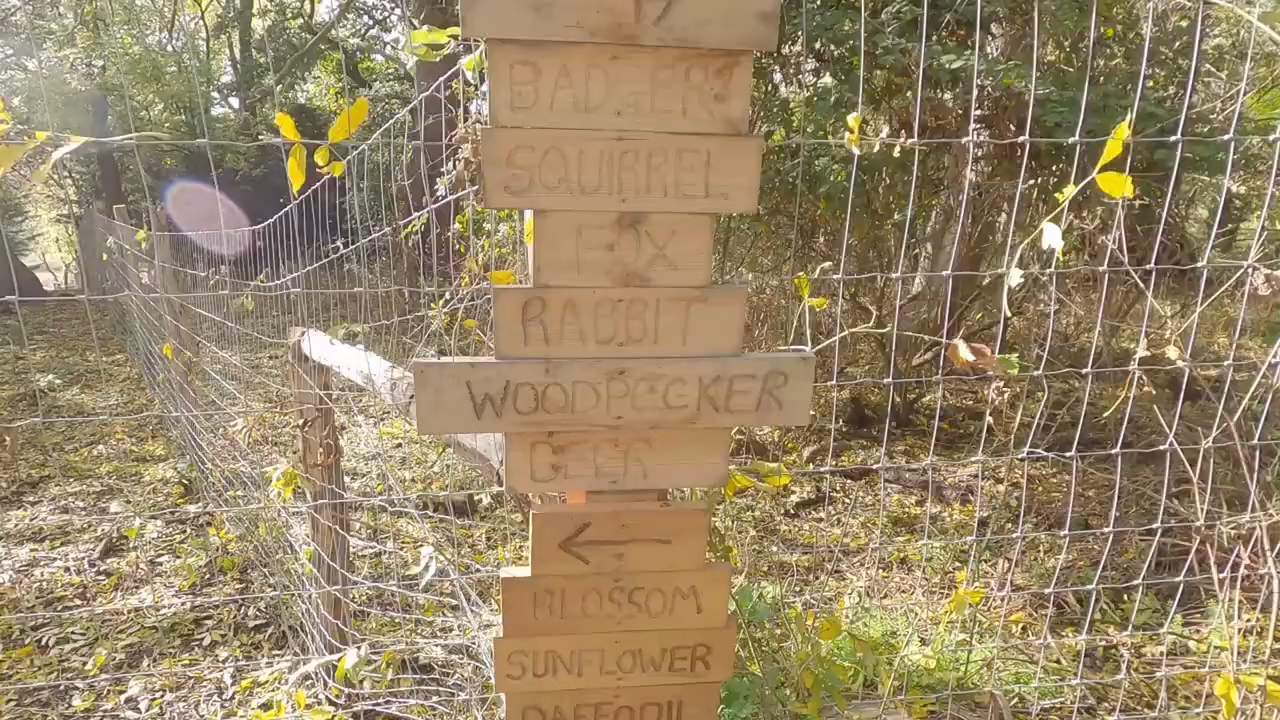 BADGER
SQUIRREL
FOX
RABBIT
WOODPECKER
DEER
←
BLOSSOM
SUNFLOWER
DAFFODIL